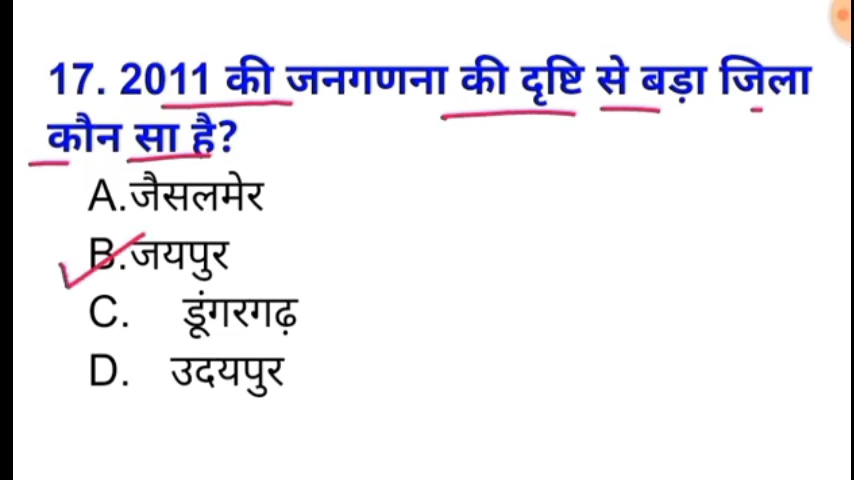 17. 2011 की जनगणना की दृष्टि से बड़ा जिला
कौन सा है?
A.जैसलमेर
B.जयपुर
C. डूंगरगढ़
D. उदयपुर